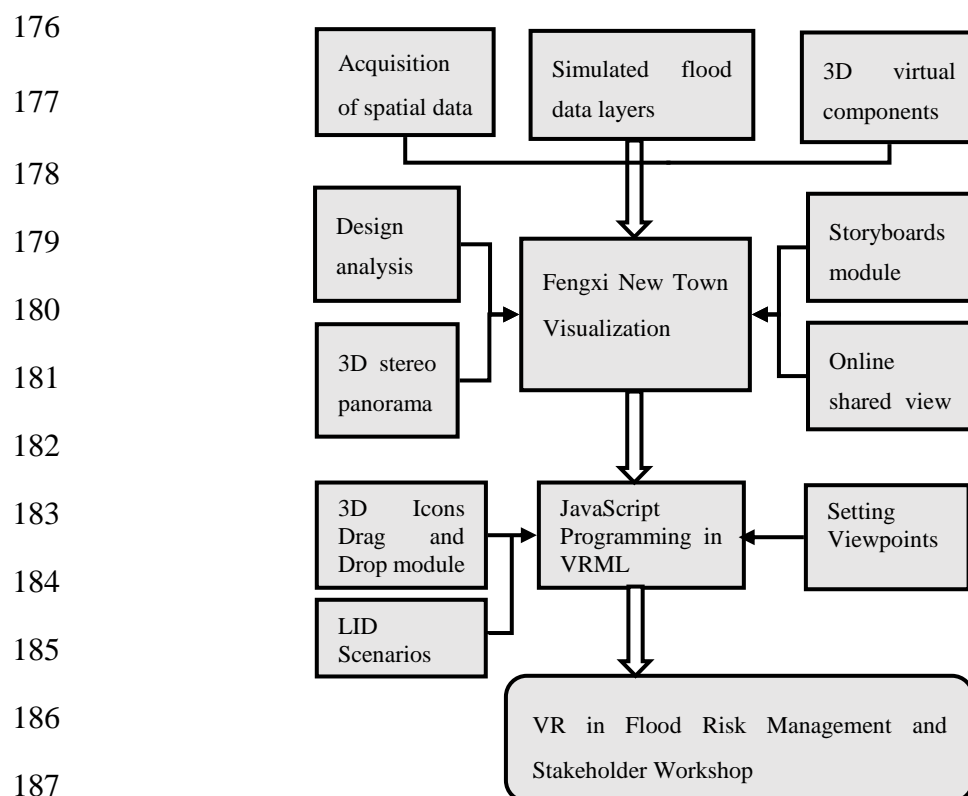 176
Acquisition
of spatial data
Simulated flood
data layers
3D virtual
components
177
178
Design
analysis
Storyboards
module
179
Fengxi New Town
Visualization
180
3D stereo
panorama
Online
shared view
181
182
3D Icons
Drag and
Drop module
JavaScript
Programming in
VRML
Setting
Viewpoints
183
184
LID
Scenarios
185
186
VR in Flood Risk Management and
Stakeholder Workshop
187